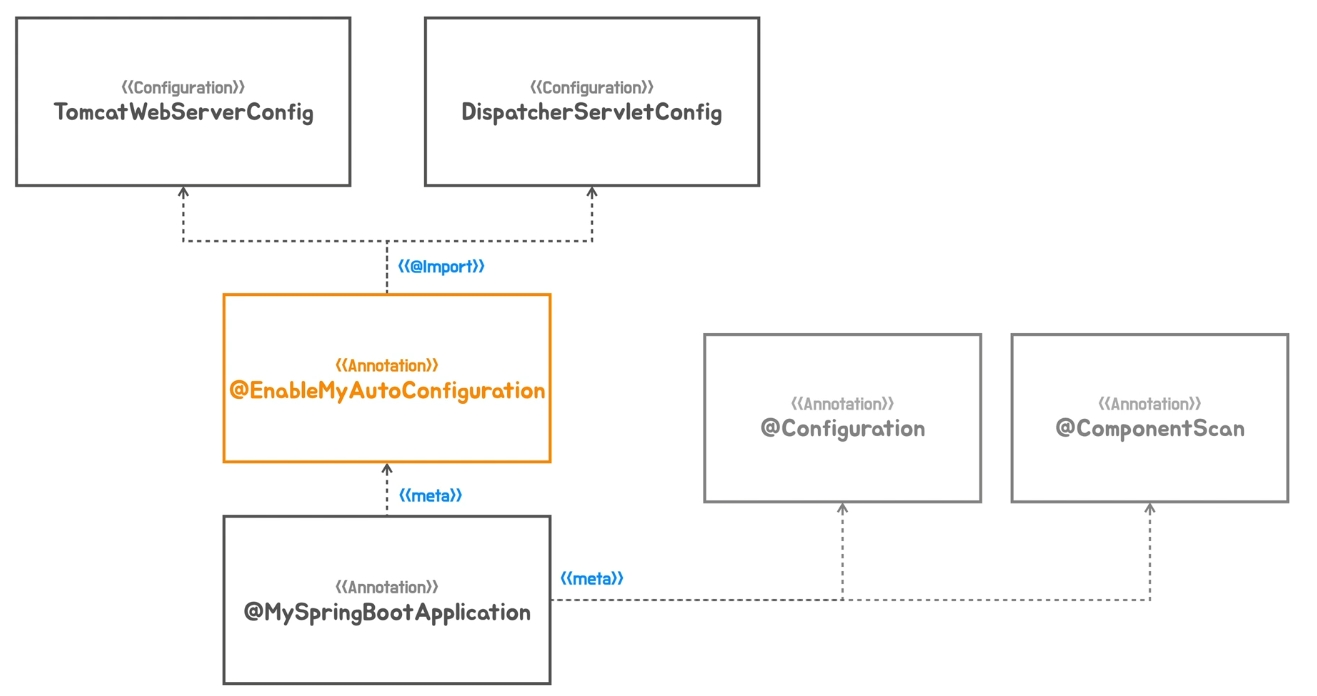 ⟨⟨Configuration⟩⟩
TomcatWebServerConfig
⟨⟨Configuration⟩⟩
DispatcherServletConfig
⟨⟨@Import⟩⟩
⟨⟨Annotation⟩⟩
@EnableMyAutoConfiguration
⟨⟨Annotation⟩⟩
@Configuration
⟨⟨Annotation⟩⟩
@ComponentScan
⟨⟨meta⟩⟩
⟨⟨meta⟩⟩
⟨⟨Annotation⟩⟩
@MySpringBootApplication